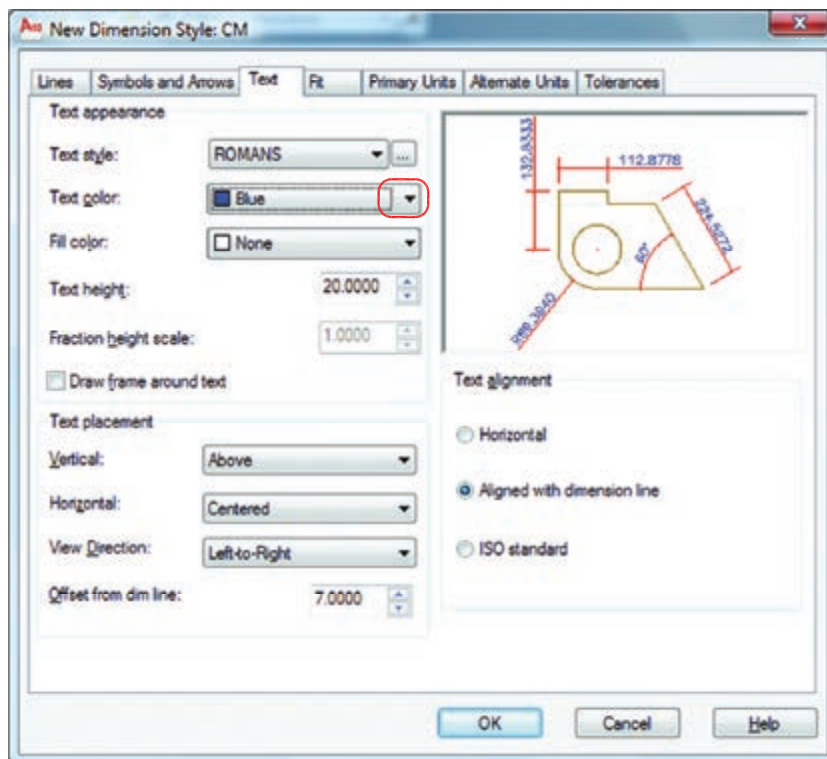 New Dimension Style: CM
Lines Symbols and Arrows Text Fit Primary Units Alternate Units Tolerances
Text appearance
Text style: ROMANS ...
Text color: Blue
Fill color: None
Text height: 20.0000
Fraction height scale: 1.0000
Draw frame around text
Text placement
Vertical: Above
Horizontal: Centered
View Direction: Left-to-Right
Offset from dim line: 7.0000
112.8778
60°
Text alignment
Horizontal
Aligned with dimension line
ISO standard
OK Cancel Help